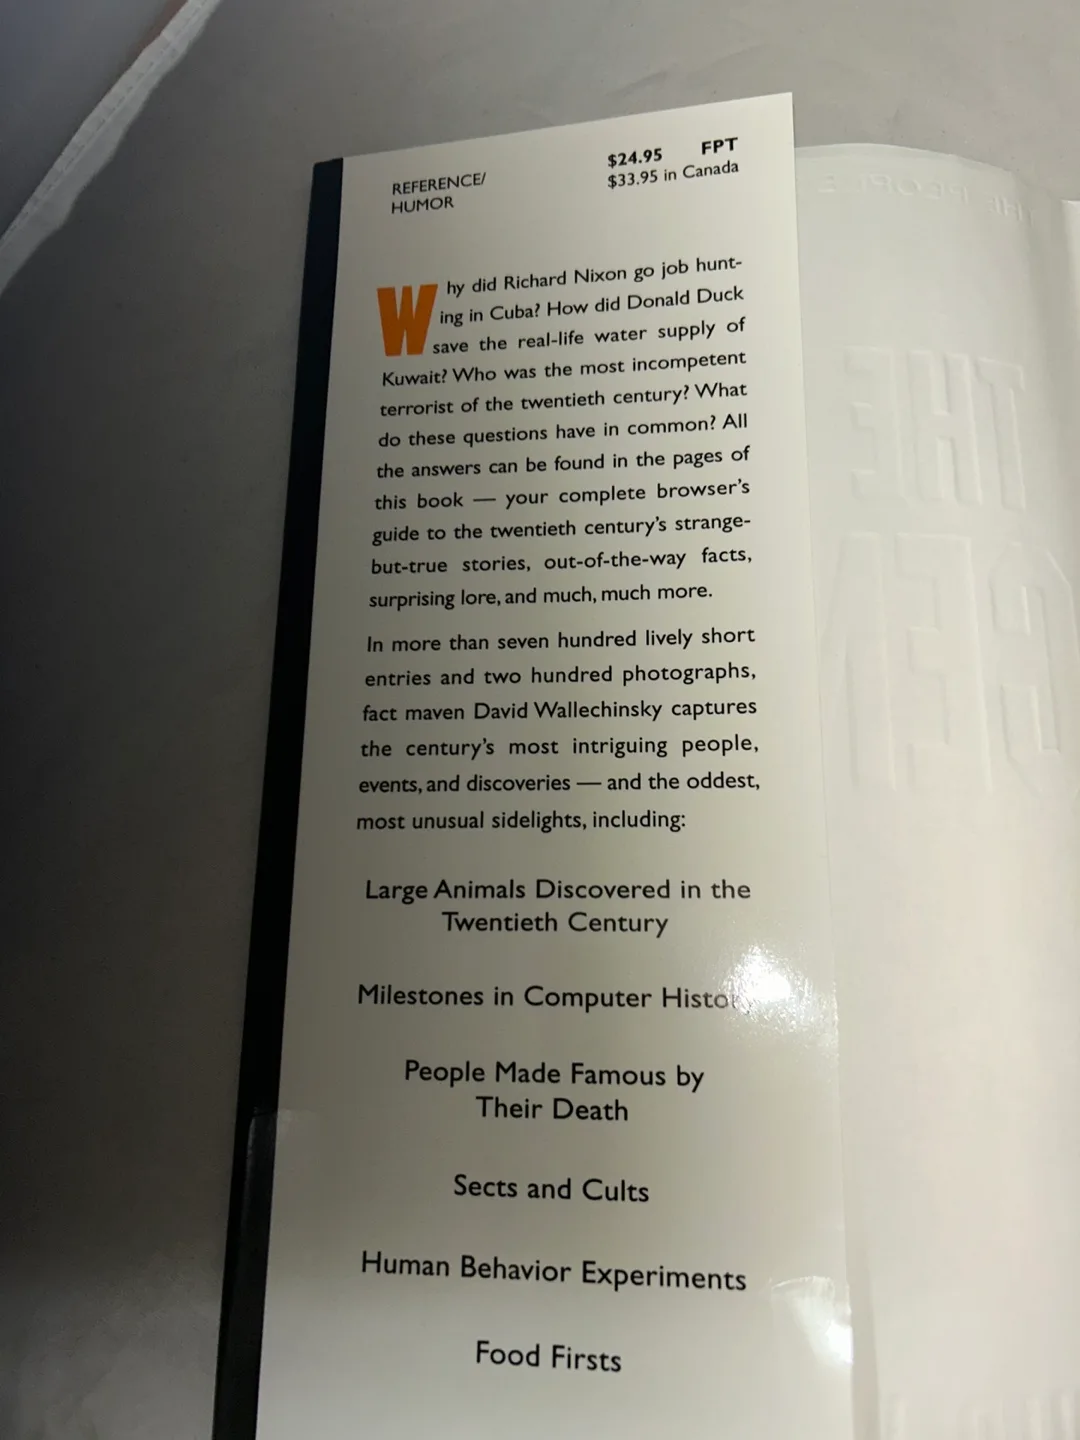 REFERENCE/
HUMOR
$24.95 FPT
$33.95 in Canada
Why did Richard Nixon go job hunt-
ing in Cuba? How did Donald Duck
save the real-life water supply of
Kuwait? Who was the most incompetent
terrorist of the twentieth century? What
do these questions have in common? All
the answers can be found in the pages of
this book — your complete browser's
guide to the twentieth century's strange-
but-true stories, out-of-the-way facts,
surprising lore, and much, much more.
In more than seven hundred lively short
entries and two hundred photographs,
fact maven David Wallechinsky captures
the century's most intriguing people,
events, and discoveries — and the oddest,
most unusual sidelights, including:
Large Animals Discovered in the
Twentieth Century
Milestones in Computer History
People Made Famous by
Their Death
Sects and Cults
Human Behavior Experiments
Food Firsts
THE PEOPLE
THE